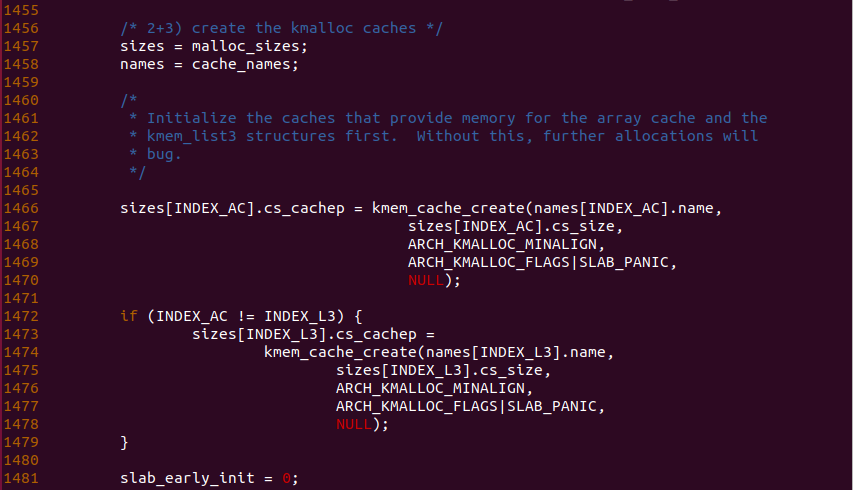 1455
1456 /* 2+3) create the kmalloc caches */
1457 sizes = malloc_sizes;
1458 names = cache_names;
1459
1460 /*
1461 * Initialize the caches that provide memory for the array cache and the
1462 * kmem_list3 structures first.  Without this, further allocations will
1463 * bug.
1464 */
1465
1466 sizes[INDEX_AC].cs_cachep = kmem_cache_create(names[INDEX_AC].name,
1467 sizes[INDEX_AC].cs_size,
1468 ARCH_KMALLOC_MINALIGN,
1469 ARCH_KMALLOC_FLAGS|SLAB_PANIC,
1470 NULL);
1471
1472 if (INDEX_AC != INDEX_L3) {
1473 sizes[INDEX_L3].cs_cachep =
1474 kmem_cache_create(names[INDEX_L3].name,
1475 sizes[INDEX_L3].cs_size,
1476 ARCH_KMALLOC_MINALIGN,
1477 ARCH_KMALLOC_FLAGS|SLAB_PANIC,
1478 NULL);
1479 }
1480
1481 slab_early_init = 0;